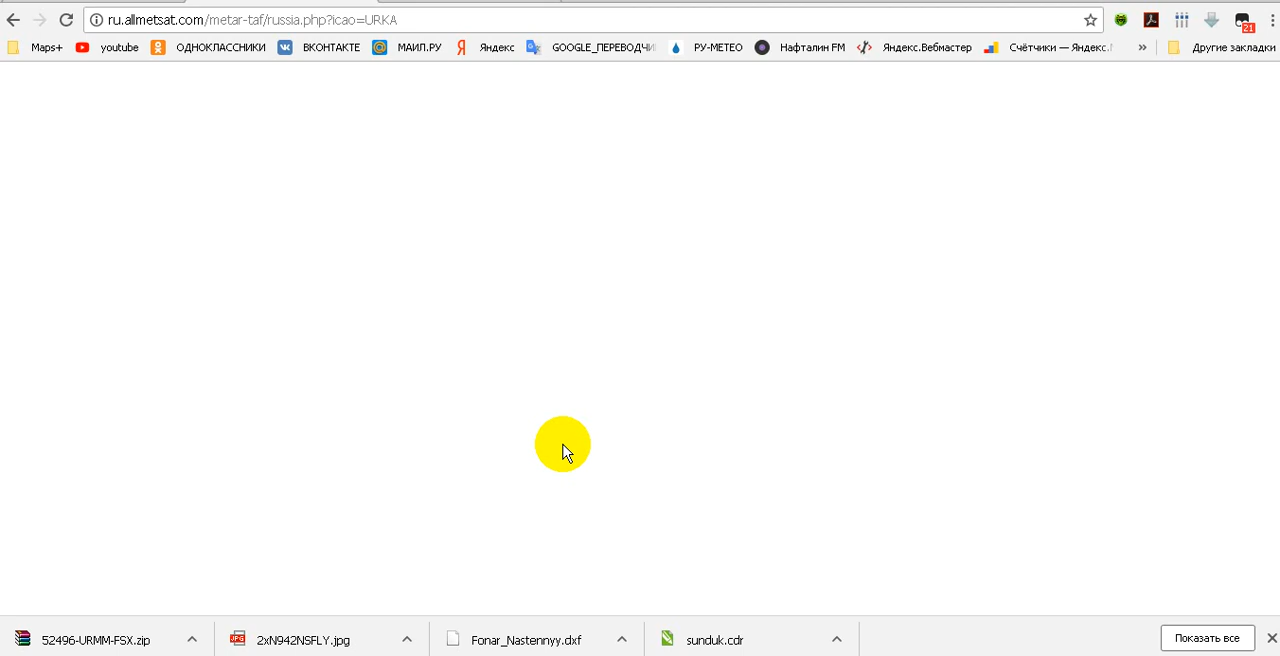 ru.allmetsat.com/metar-taf/russia.php?icao=URKA
21
Maps+ youtube ОДНОКЛАССНИКИ ВКОНТАКТЕ МАИЛ.РУ Яндекс GOOGLE_ПЕРЕВОДЧИ РУ-МЕТЕО Нафталин FM Яндекс.Вебмастер Счётчики — Яндекс. » Другие закладки
52496-URMM-FSX.zip JPG 2xN942NSFLY.jpg Fonar_Nastennyy.dxf sunduk.cdr Показать все